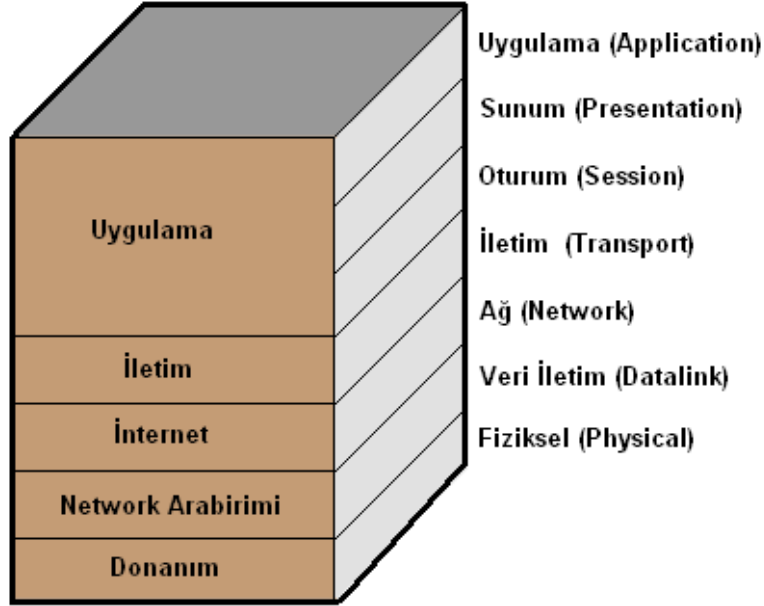 Uygulama (Application)
Sunum (Presentation)
Oturum (Session)
İletim (Transport)
Ağ (Network)
Veri İletim (Datalink)
Fiziksel (Physical)
Uygulama
İletim
İnternet
Network Arabirimi
Donanım